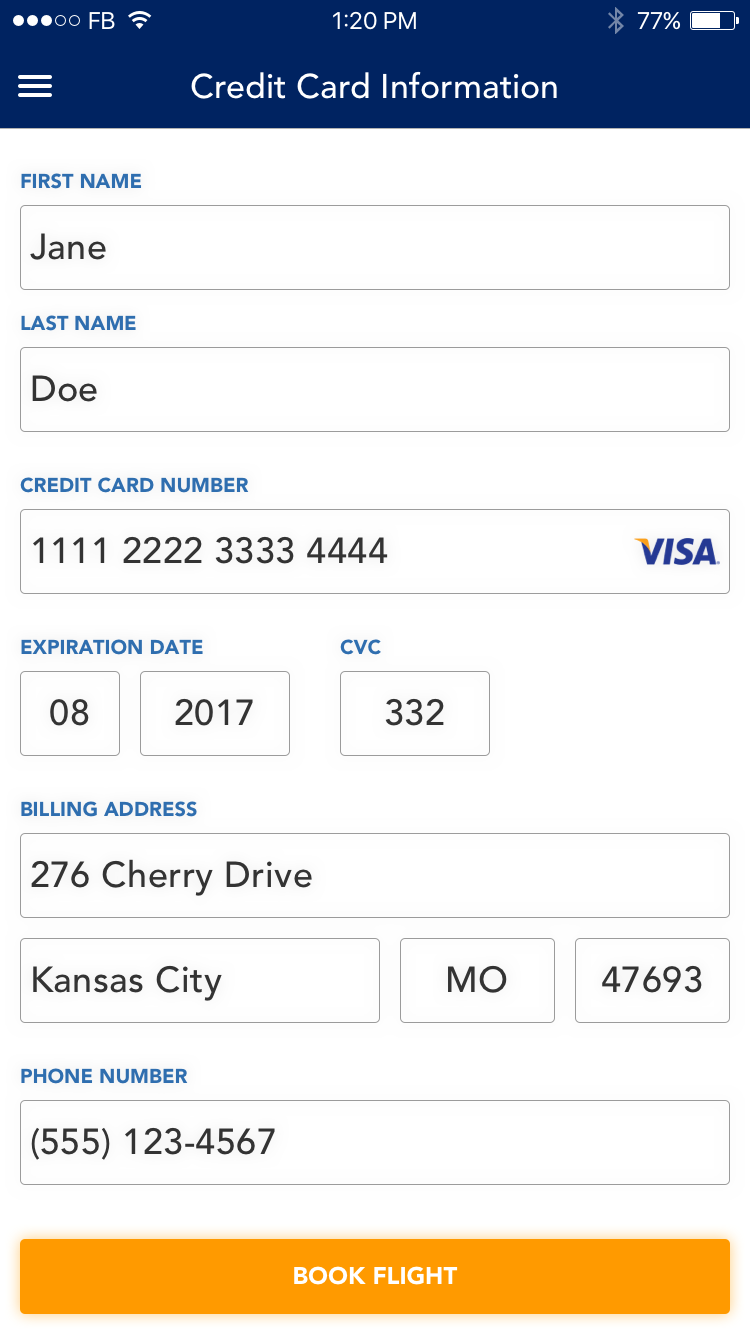 FB 1:20 PM 77%
Credit Card Information
FIRST NAME
Jane
LAST NAME
Doe
CREDIT CARD NUMBER
1111 2222 3333 4444 VISA
EXPIRATION DATE CVC
08 2017 332
BILLING ADDRESS
276 Cherry Drive
Kansas City MO 47693
PHONE NUMBER
(555) 123-4567
BOOK FLIGHT